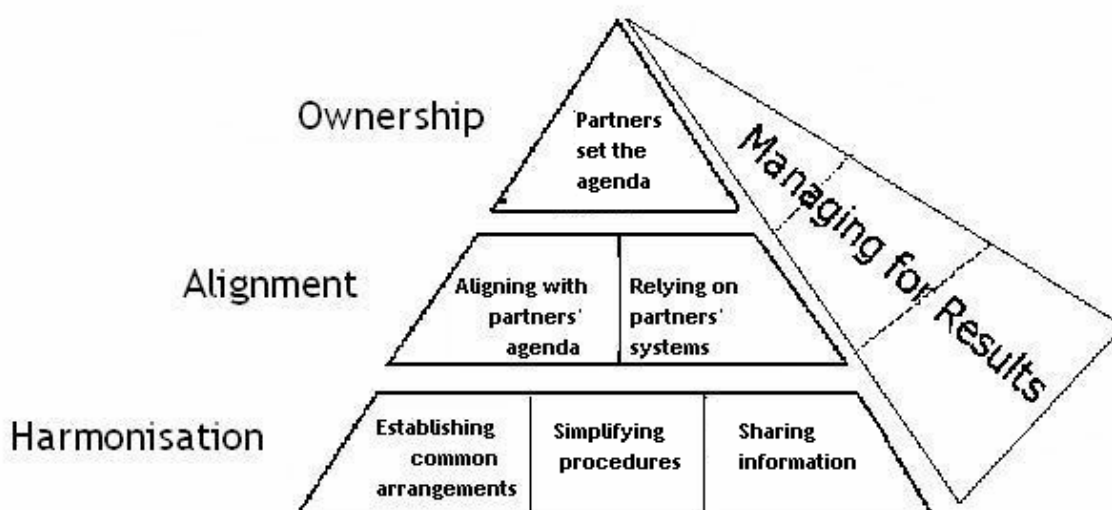 Ownership
Partners
set the
agenda
Managing for Results
Alignment
Aligning with
partners'
agenda
Relying on
partners'
systems
Harmonisation
Establishing
common
arrangements
Simplifying
procedures
Sharing
information